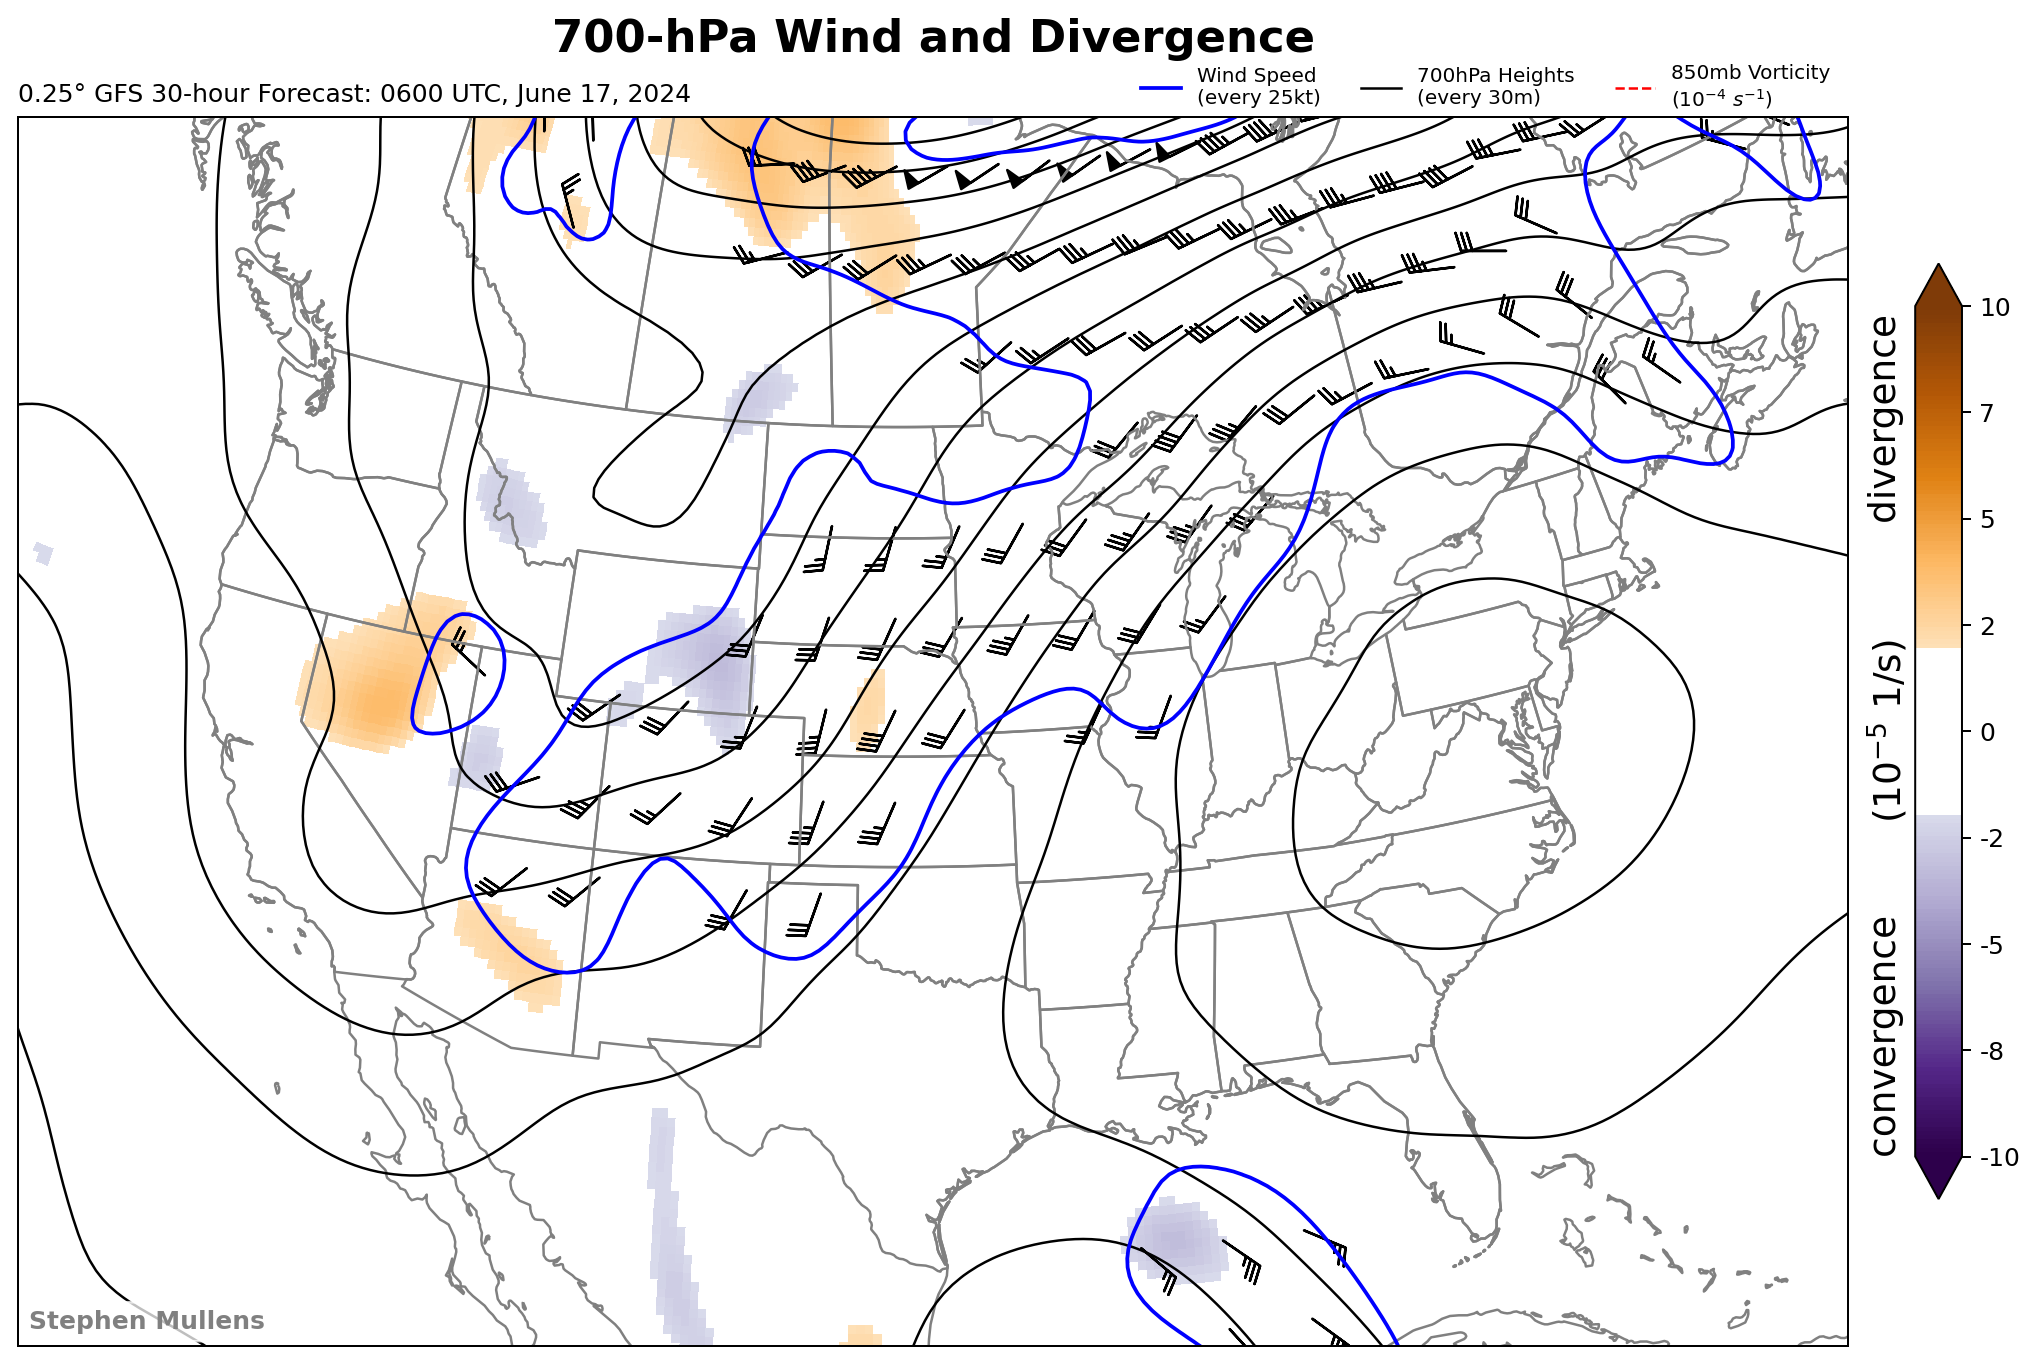 700-hPa Wind and Divergence
0.25° GFS 30-hour Forecast: 0600 UTC, June 17, 2024
Wind Speed
(every 25kt)
700hPa Heights
(every 30m)
850mb Vorticity
(10⁻⁴ s⁻¹)
10
7
5
2
0
-2
-5
-8
-10
convergence (10⁻⁵ 1/s) divergence
Stephen Mullens